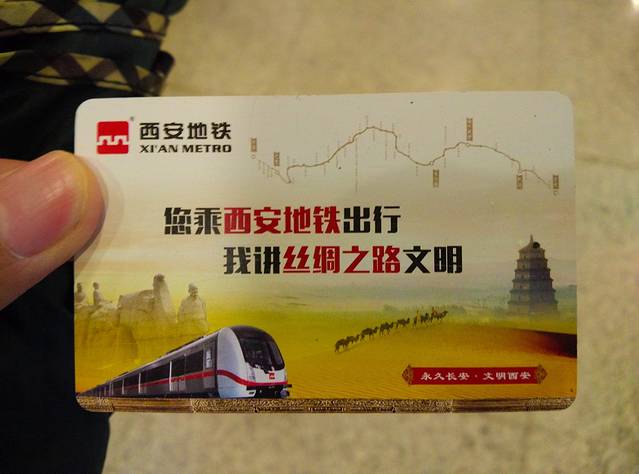 西安地铁
XI'AN METRO
您乘西安地铁出行
我讲丝绸之路文明
永久长安·文明西安